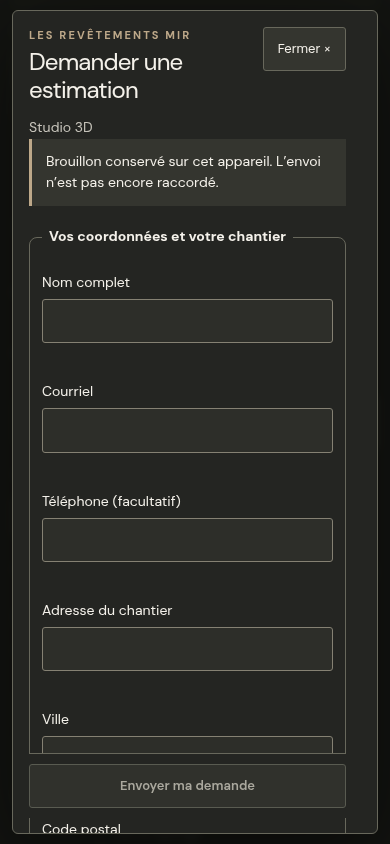 LES REVÊTEMENTS MIR
Demander une
estimation
Fermer ×
Studio 3D
Brouillon conservé sur cet appareil. L’envoi
n’est pas encore raccordé.
Vos coordonnées et votre chantier
Nom complet
Courriel
Téléphone (facultatif)
Adresse du chantier
Ville
Envoyer ma demande
Code postal